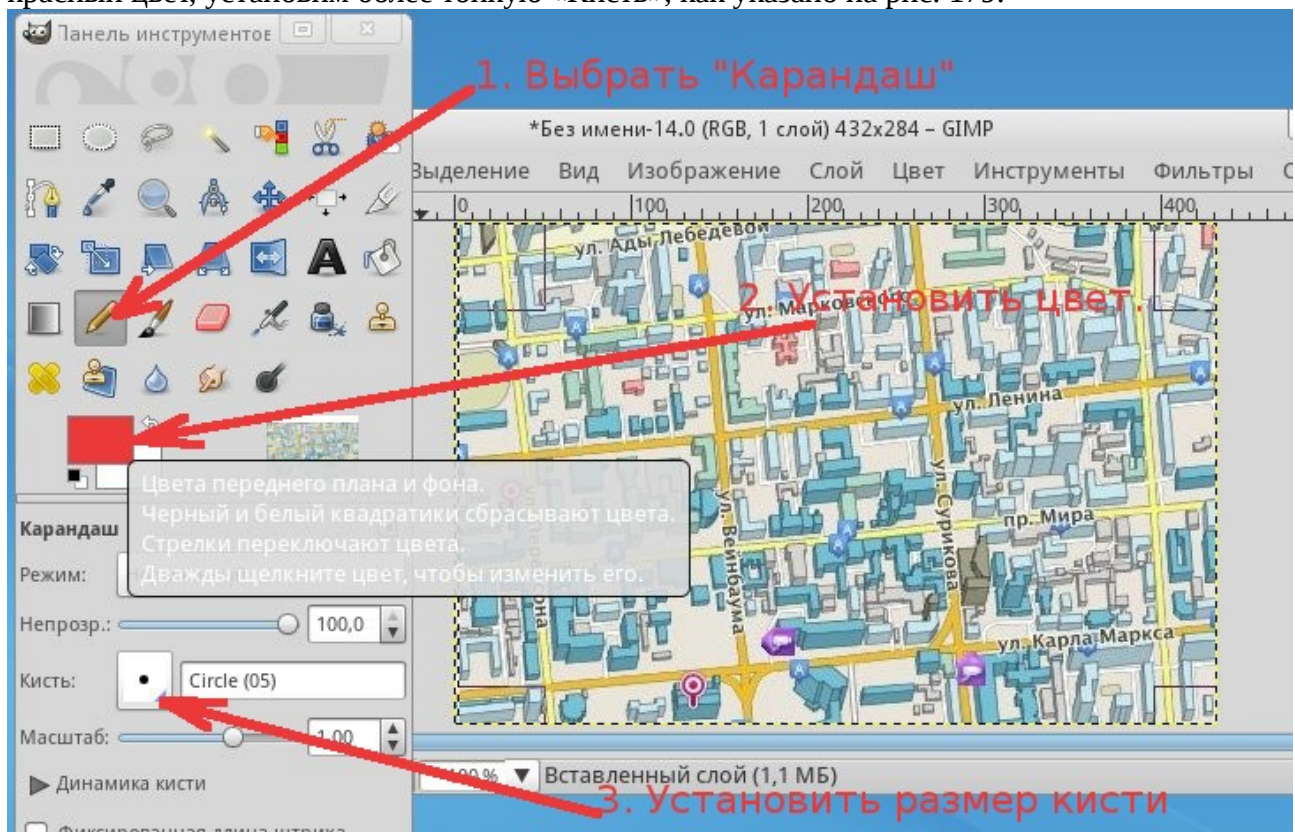 красный цвет, установим более тонкую «Кисть», как указано на рис. 175.
Панель инструментов
1. Выбрать "Карандаш"
*Без имени-14.0 (RGB, 1 слой) 432x284 – GIMP
Выделение Вид Изображение Слой Цвет Инструменты Фильтры
0 100 200 300 400
ул. Ады Лебедевой
2. Установить цвет.
ул. Марковского
ул. Ленина
Цвета переднего плана и фона.
Черный и белый квадратики сбрасывают цвета.
Стрелки переключают цвета.
Дважды щелкните цвет, чтобы изменить его.
ул. Вейнбаума
ул. Сурикова
пр. Мира
ул. Карла Маркса
Карандаш
Режим:
Непрозр.: 100,0
Кисть: Circle (05)
Масштаб: 1,00
Динамика кисти
100 % Вставленный слой (1,1 МБ)
3. Установить размер кисти
Фиксированная длина штриха